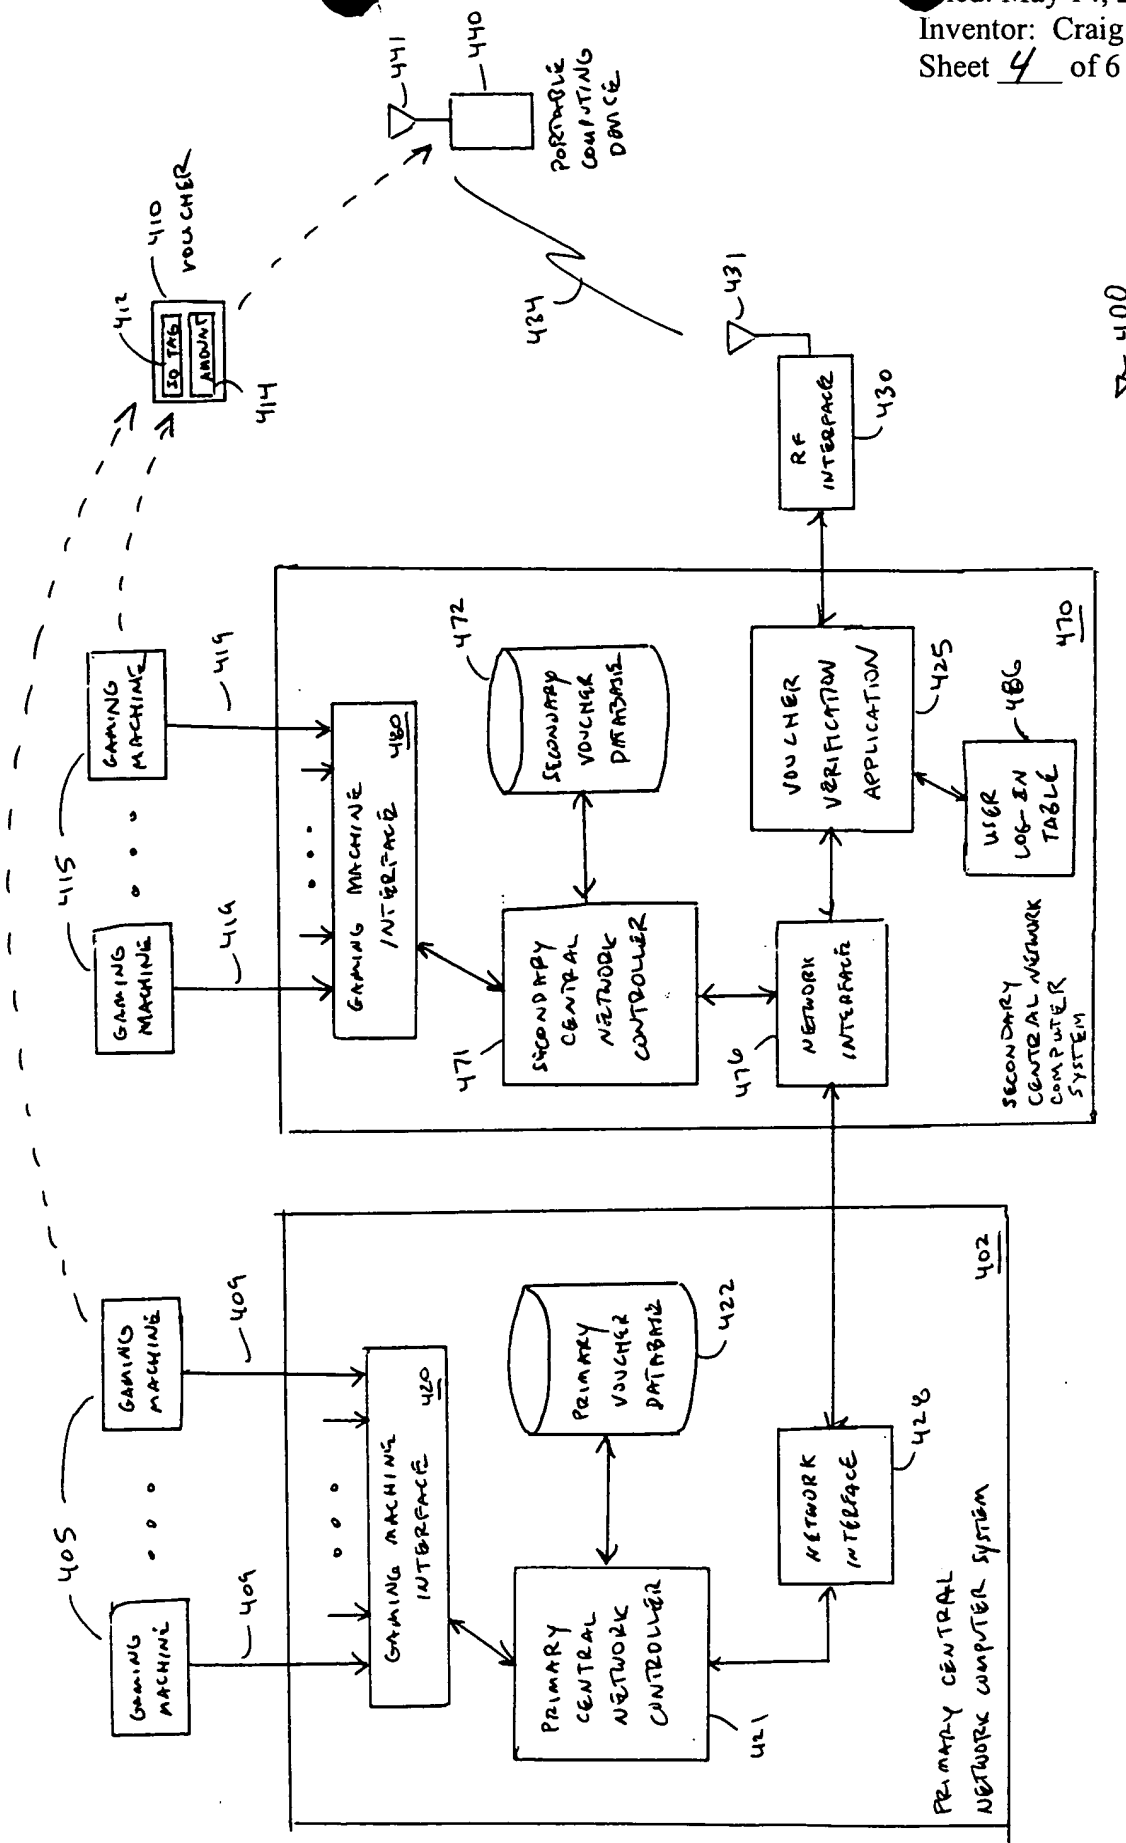 Filed: May 14, 2
Inventor: Craig
Sheet 4 of 6
405
GAMING
MACHINE
GAMING
MACHINE
409
409
415
GAMING
MACHINE
GAMING
MACHINE
419
419
412
410
VOUCHER
ID TAG
AMOUNT
414
441
440
PORTABLE
COMPUTING
DEVICE
434
431
RF
INTERFACE
430
GAMING MACHINE
INTERFACE
420
PRIMARY
CENTRAL
NETWORK
CONTROLLER
421
PRIMARY
VOUCHER
DATABASE
422
NETWORK
INTERFACE
428
PRIMARY CENTRAL
NETWORK COMPUTER SYSTEM
402
GAMING MACHINE
INTERFACE
480
SECONDARY
CENTRAL
NETWORK
CONTROLLER
471
SECONDARY
VOUCHER
DATABASE
472
NETWORK
INTERFACE
476
VOUCHER
VERIFICATION
APPLICATION
425
USER
LOG-IN
TABLE
486
SECONDARY
CENTRAL NETWORK
COMPUTER
SYSTEM
470
400